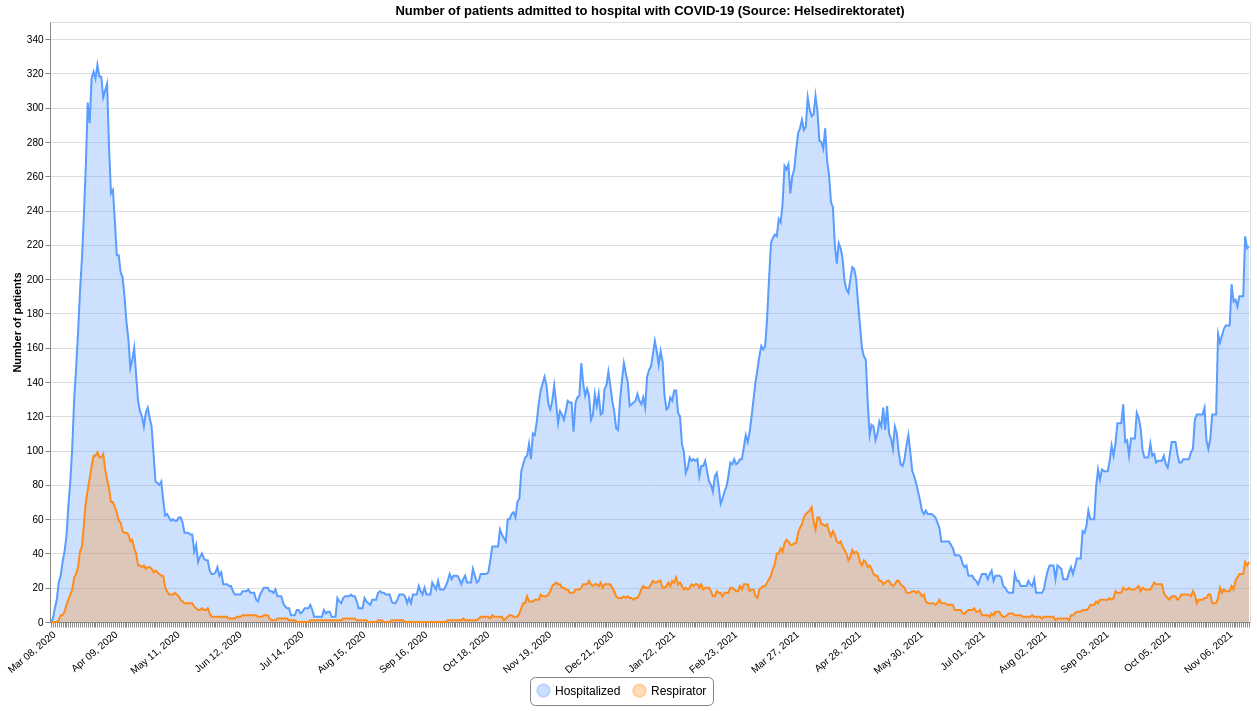 Number of patients admitted to hospital with COVID-19 (Source: Helsedirektoratet)
Number of patients
340
320
300
280
260
240
220
200
180
160
140
120
100
80
60
40
20
0
Mar 08, 2020
Apr 09, 2020
May 11, 2020
Jun 12, 2020
Jul 14, 2020
Aug 15, 2020
Sep 16, 2020
Oct 18, 2020
Nov 19, 2020
Dec 21, 2020
Jan 22, 2021
Feb 23, 2021
Mar 27, 2021
Apr 28, 2021
May 30, 2021
Jul 01, 2021
Aug 02, 2021
Sep 03, 2021
Oct 05, 2021
Nov 06, 2021
Hospitalized
Respirator